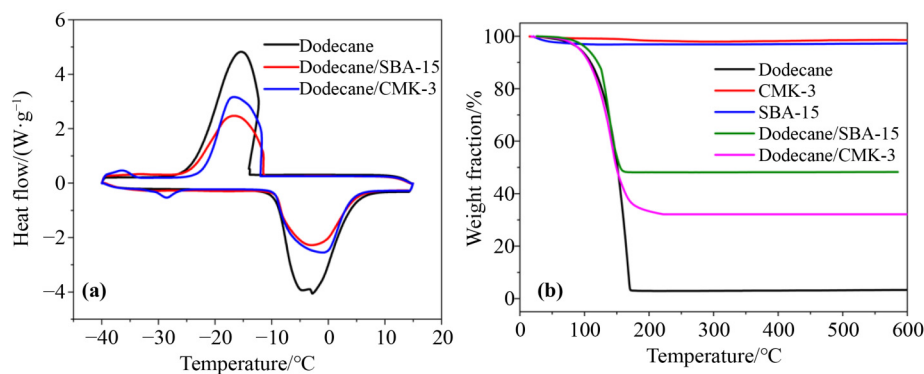 6
4
2
0
−2
−4
Heat flow/(W·g⁻¹)
Dodecane
Dodecane/SBA-15
Dodecane/CMK-3
(a)
−40 −30 −20 −10 0 10 20
Temperature/°C
100
80
60
40
20
0
Weight fraction/%
Dodecane
CMK-3
SBA-15
Dodecane/SBA-15
Dodecane/CMK-3
(b)
0 100 200 300 400 500 600
Temperature/°C